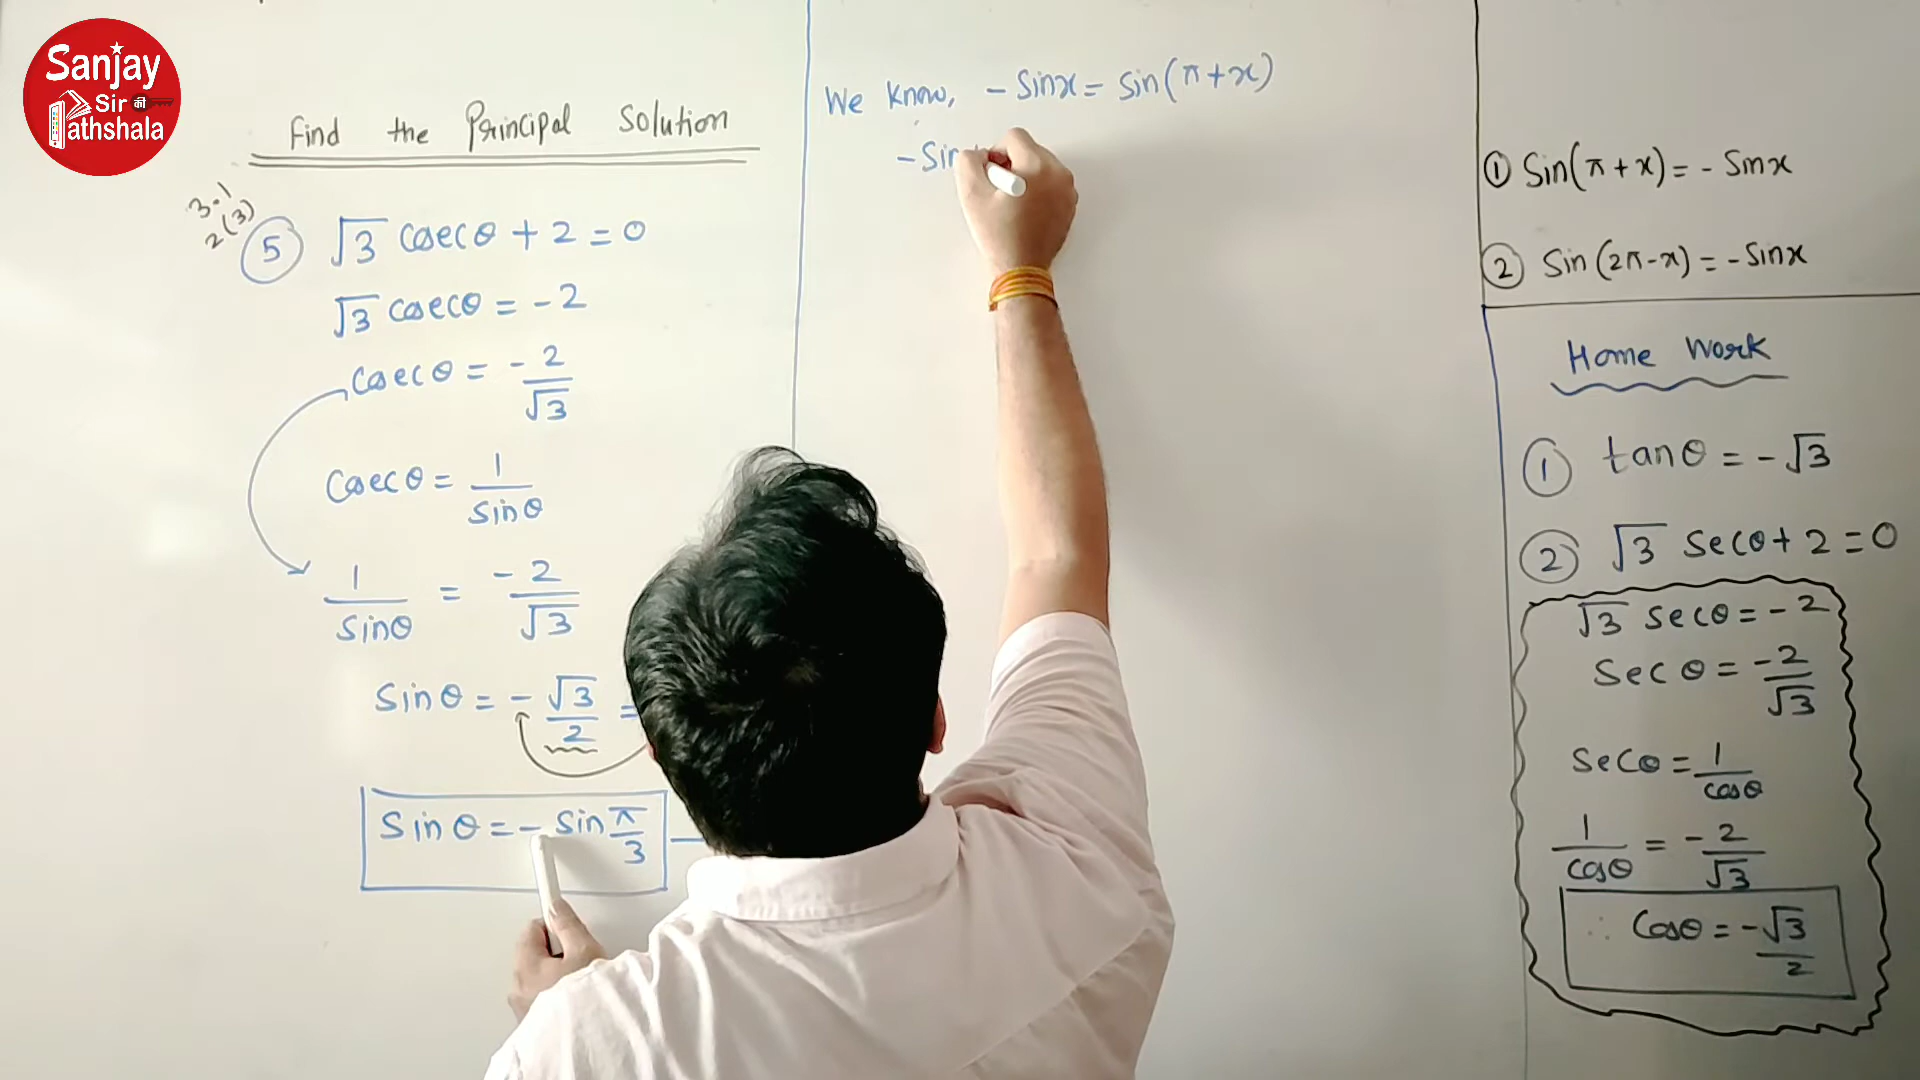 Sanjay
Sir की
Pathshala
Find the Principal Solution
3.1
2(3)
5 √3 cosecθ + 2 = 0
√3 cosecθ = -2
cosecθ = -2/√3
cosecθ = 1/sinθ
1/sinθ = -2/√3
sinθ = -√3/2 =
sinθ = - sin π/3
We Know, - sinx = sin(π+x)
- Sin
① Sin(π+x) = - Sinx
② Sin(2π-x) = - Sinx
Home Work
① tanθ = -√3
② √3 secθ + 2 = 0
√3 secθ = -2
Sec θ = -2/√3
secθ = 1/cosθ
1/cosθ = -2/√3
∴ Cosθ = -√3/2